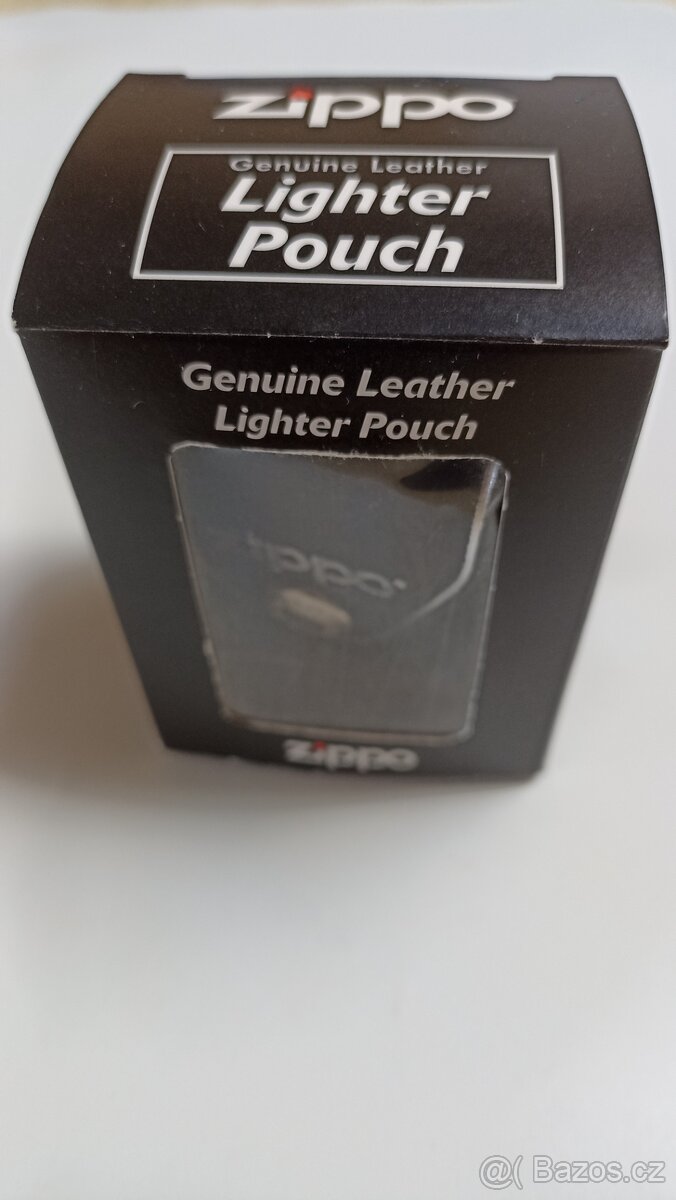 zippo
Genuine Leather
Lighter
Pouch
Genuine Leather
Lighter Pouch
zippo
zippo
@( Bazos.cz